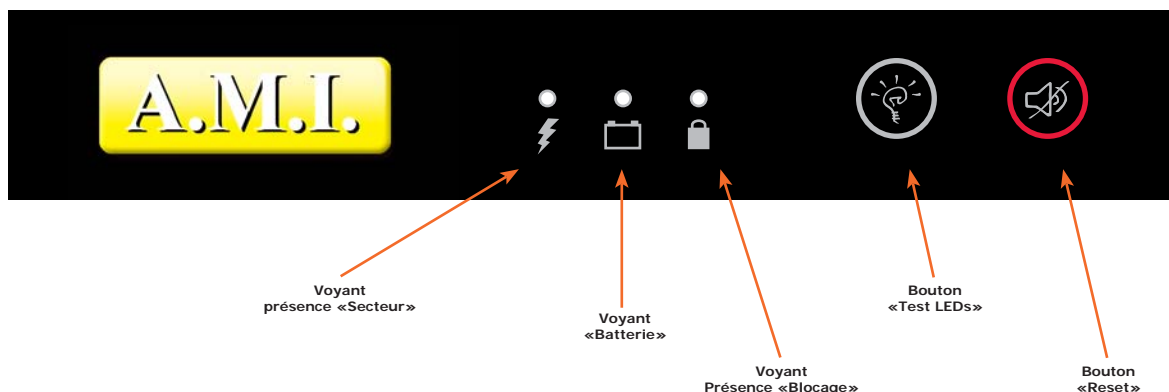 A.M.I.
Voyant
présence «Secteur»
Voyant
«Batterie»
Voyant
Présence «Blocage»
Bouton
«Test LEDs»
Bouton
«Reset»